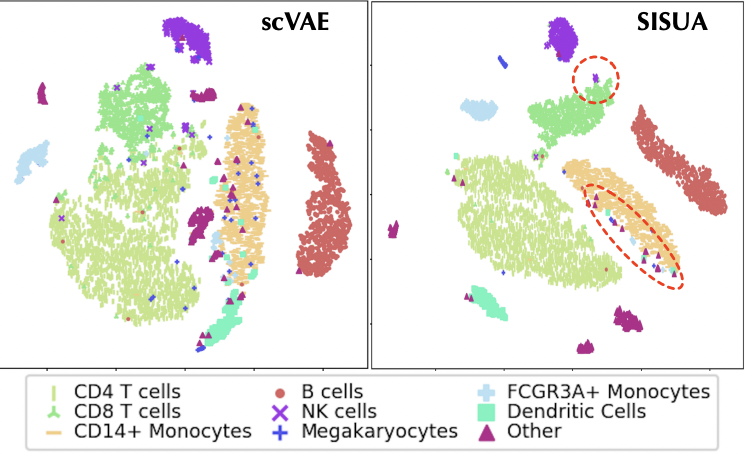 scVAE
SISUA
CD4 T cells
CD8 T cells
CD14+ Monocytes
B cells
NK cells
Megakaryocytes
FCGR3A+ Monocytes
Dendritic Cells
Other